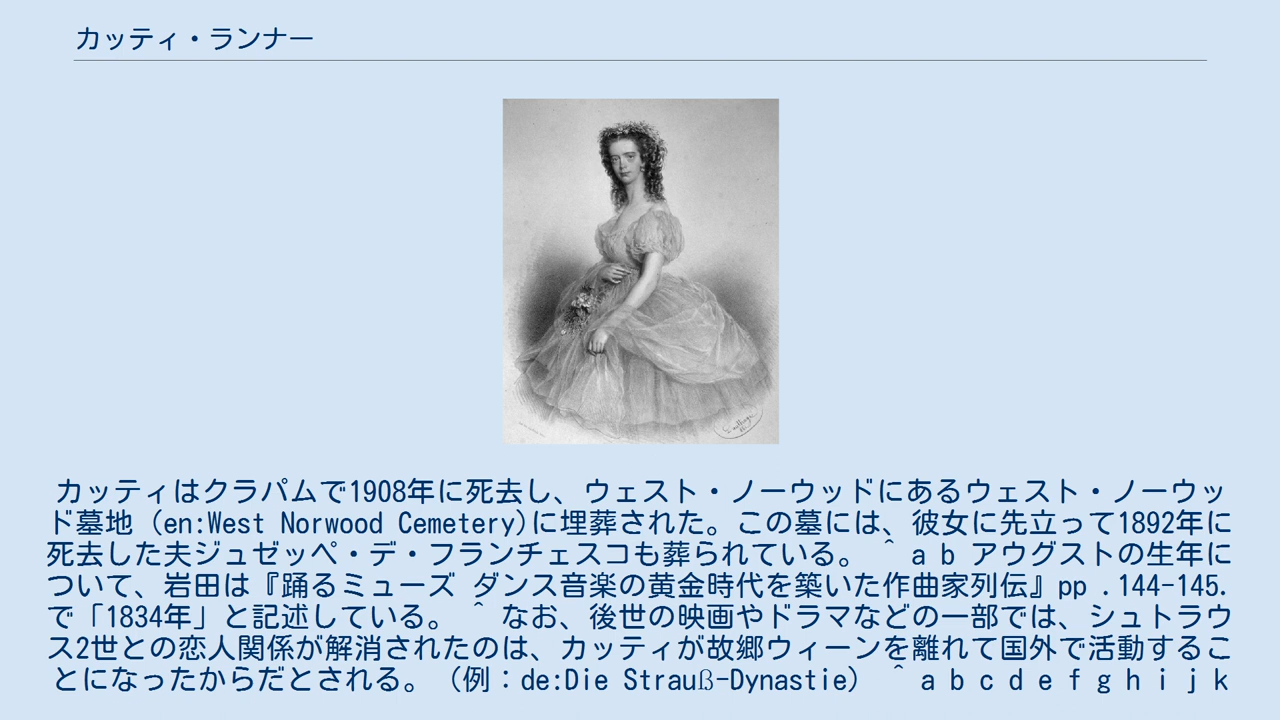 カッティ・ランナー
カッティはクラパムで1908年に死去し、ウェスト・ノーウッドにあるウェスト・ノーウッ
ド墓地 (en:West Norwood Cemetery)に埋葬された。この墓には、彼女に先立って1892年に
死去した夫ジュゼッペ・デ・フランチェスコも葬られている。 ^ a b アウグストの生年に
ついて、岩田は『踊るミューズ ダンス音楽の黄金時代を築いた作曲家列伝』pp .144-145.
で「1834年」と記述している。 ^ なお、後世の映画やドラマなどの一部では、シュトラウ
ス2世との恋人関係が解消されたのは、カッティが故郷ウィーンを離れて国外で活動するこ
とになったからだとされる。（例：de:Die Strauß-Dynastie） ^ a b c d e f g h i j k